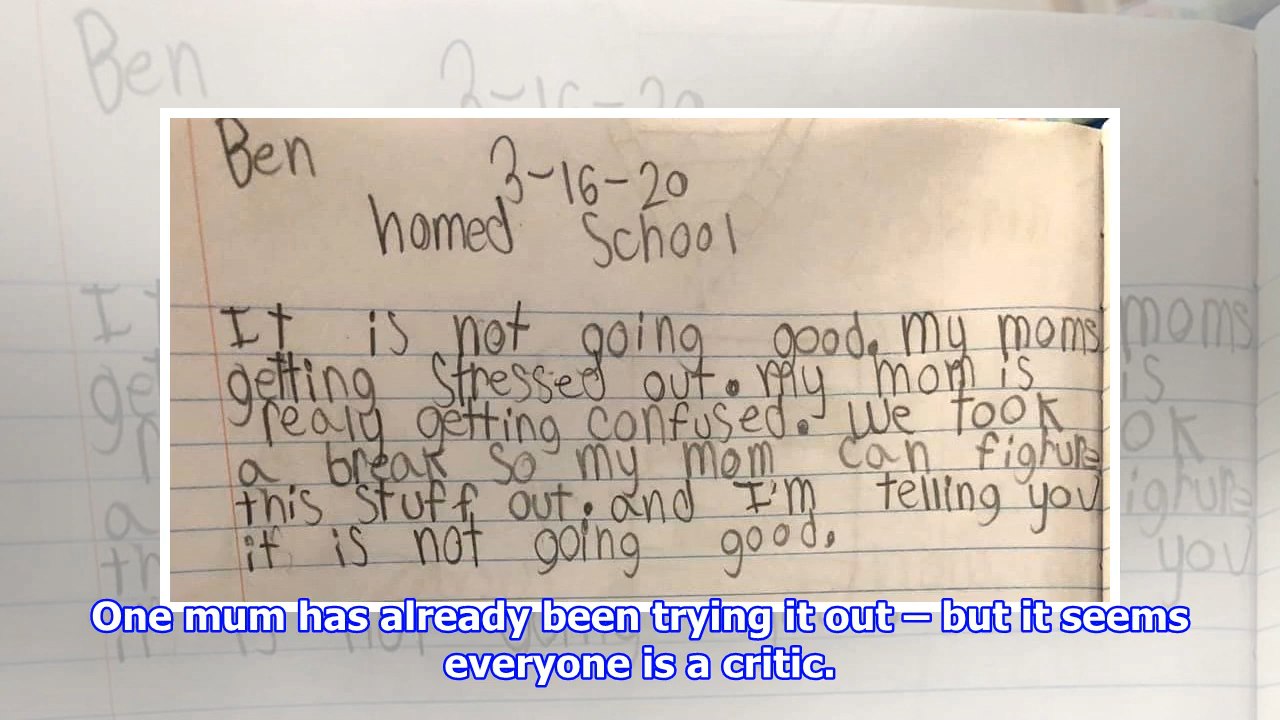 Ben
3-16-20
homed School
It is not going good. my moms
getting stressed out. My mom is
realy getting confused. We took
a break so my mom can figrure
this stuff out. and I'm telling you
it is not going good.
One mum has already been trying it out – but it seems
everyone is a critic.